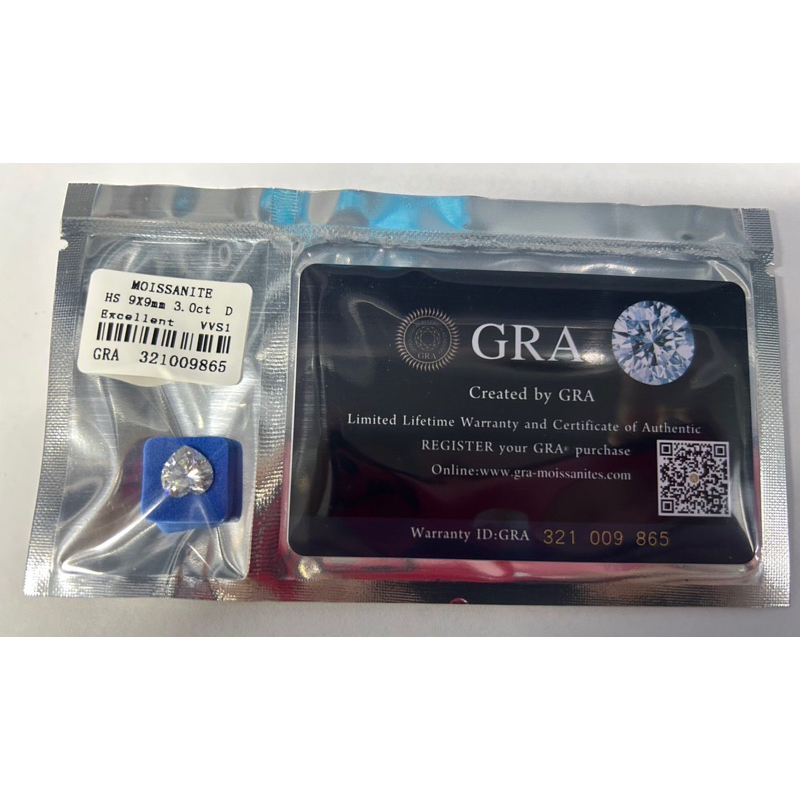 MOISSANITE
HS 9X9mm 3.0ct D
Excellent VVS1
GRA 321009865
GRA
GRA
Created by GRA
Limited Lifetime Warranty and Certificate of Authentic
REGISTER your GRA® purchase
Online:www.gra-moissanites.com
Warranty ID:GRA 321 009 865